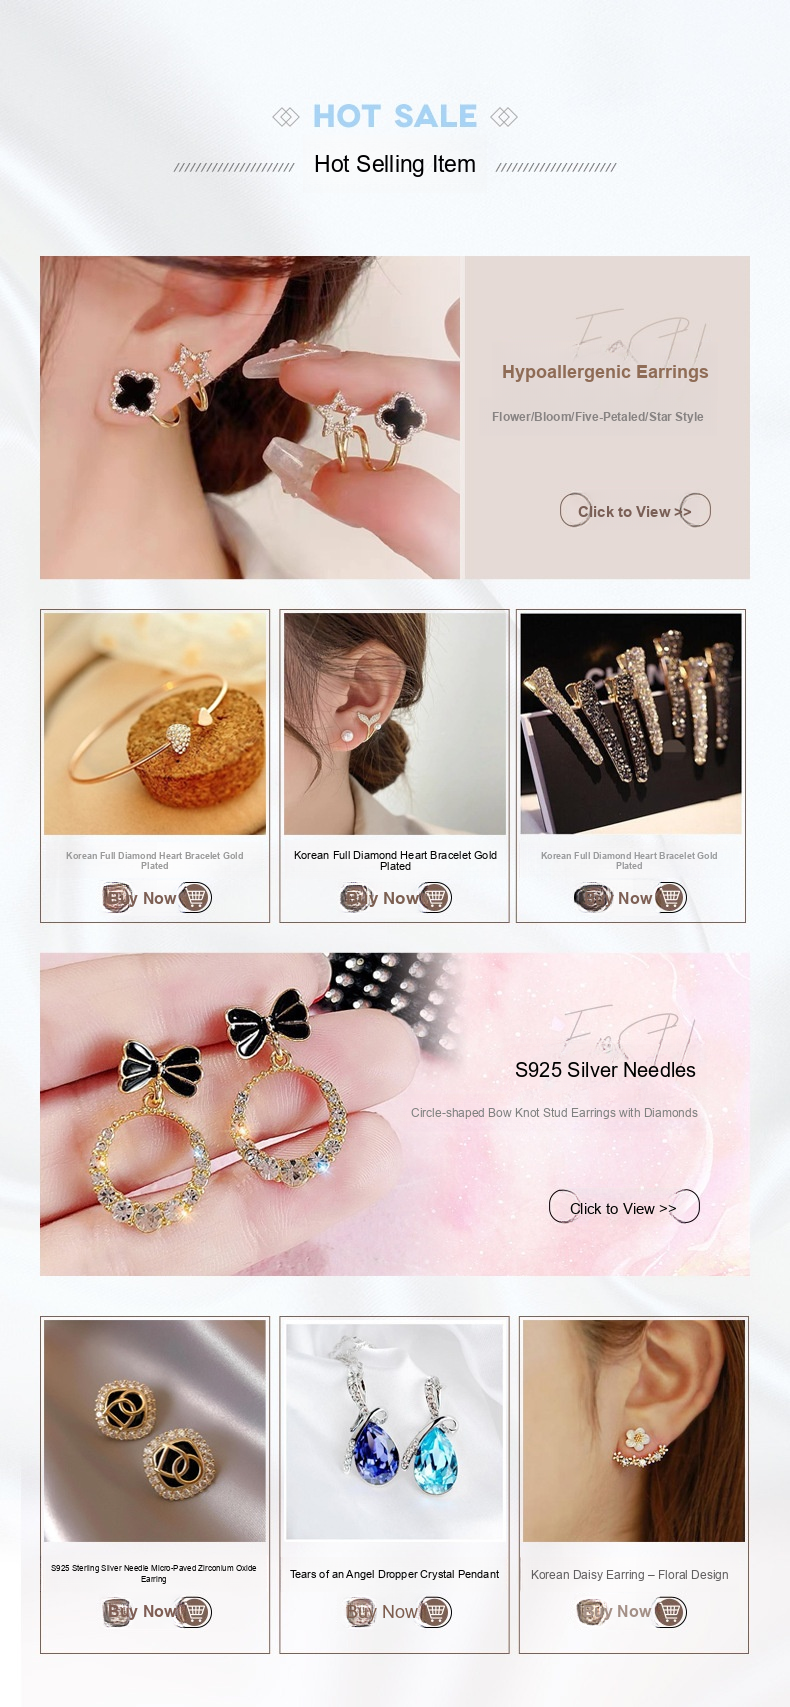 HOT SALE
Hot Selling Item
Hypoallergenic Earrings
Flower/Bloom/Five-Petaled/Star Style
Click to View >>
Korean Full Diamond Heart Bracelet Gold
Plated
Buy Now
Korean Full Diamond Heart Bracelet Gold
Plated
Buy Now
Korean Full Diamond Heart Bracelet Gold
Plated
Buy Now
S925 Silver Needles
Circle-shaped Bow Knot Stud Earrings with Diamonds
Click to View >>
S925 Sterling Silver Needle Micro-Paved Zirconium Oxide
Earring
Buy Now
Tears of an Angel Dropper Crystal Pendant
Buy Now
Korean Daisy Earring – Floral Design
Buy Now